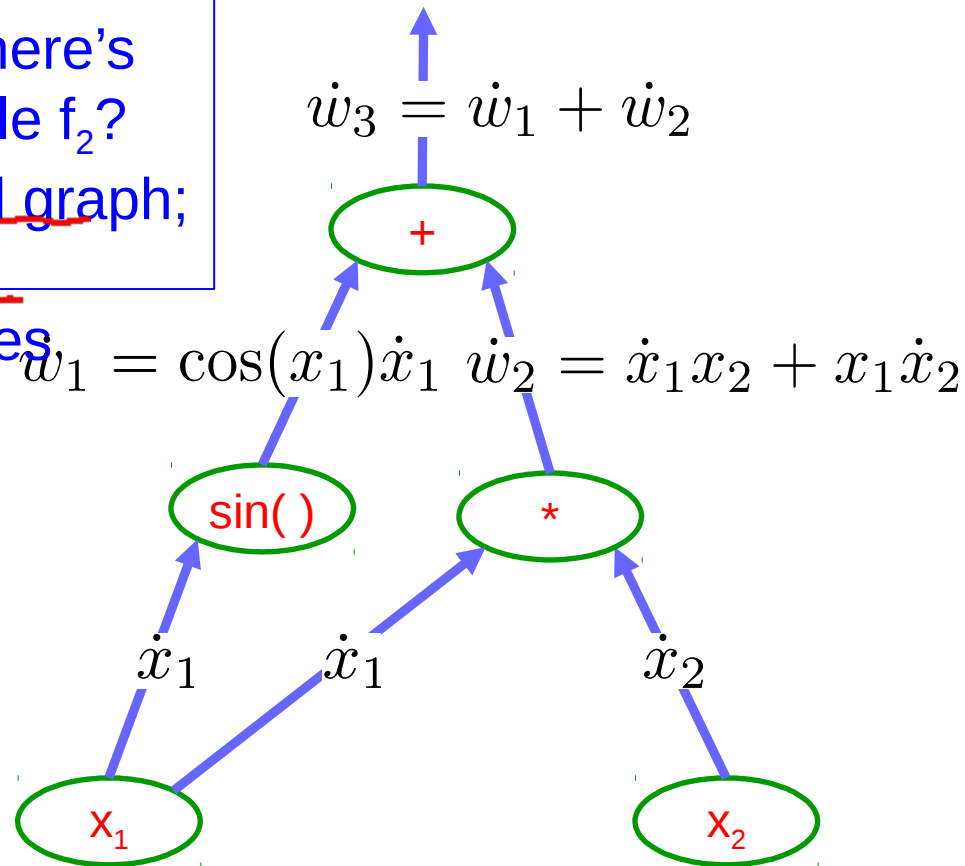 here's
de f₂?
graph;
es
ẇ₃ = ẇ₁ + ẇ₂
+
ẇ₁ = cos(x₁)ẋ₁ ẇ₂ = ẋ₁x₂ + x₁ẋ₂
sin( ) *
ẋ₁ ẋ₁ ẋ₂
x₁ x₂